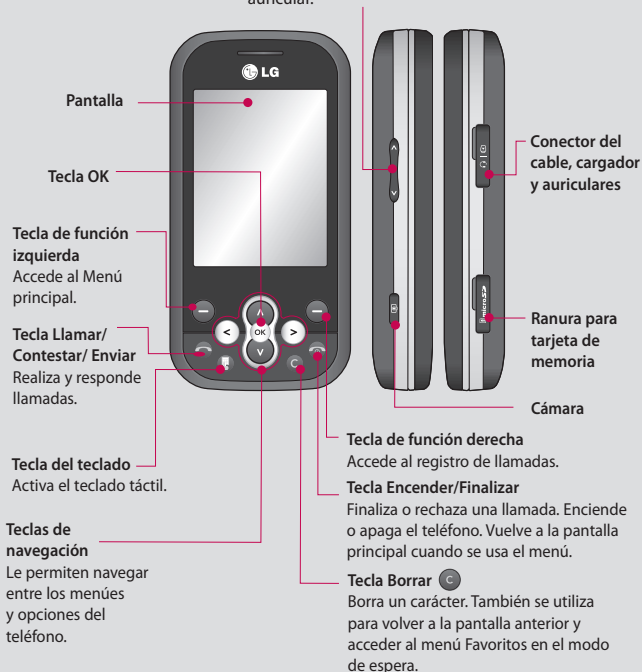 auricular.
LG
Pantalla
Conector del
cable, cargador
y auriculares
Tecla OK
Tecla de función
izquierda
Accede al Menú
principal.
OK
microSD
Ranura para
tarjeta de
memoria
Tecla Llamar/
Contestar/ Enviar
Realiza y responde
llamadas.
C
Cámara
Tecla de función derecha
Accede al registro de llamadas.
Tecla del teclado
Activa el teclado táctil.
Tecla Encender/Finalizar
Finaliza o rechaza una llamada. Enciende
o apaga el teléfono. Vuelve a la pantalla
principal cuando se usa el menú.
Teclas de
navegación
Le permiten navegar
entre los menúes
y opciones del
teléfono.
Tecla Borrar C
Borra un carácter. También se utiliza
para volver a la pantalla anterior y
acceder al menú Favoritos en el modo
de espera.